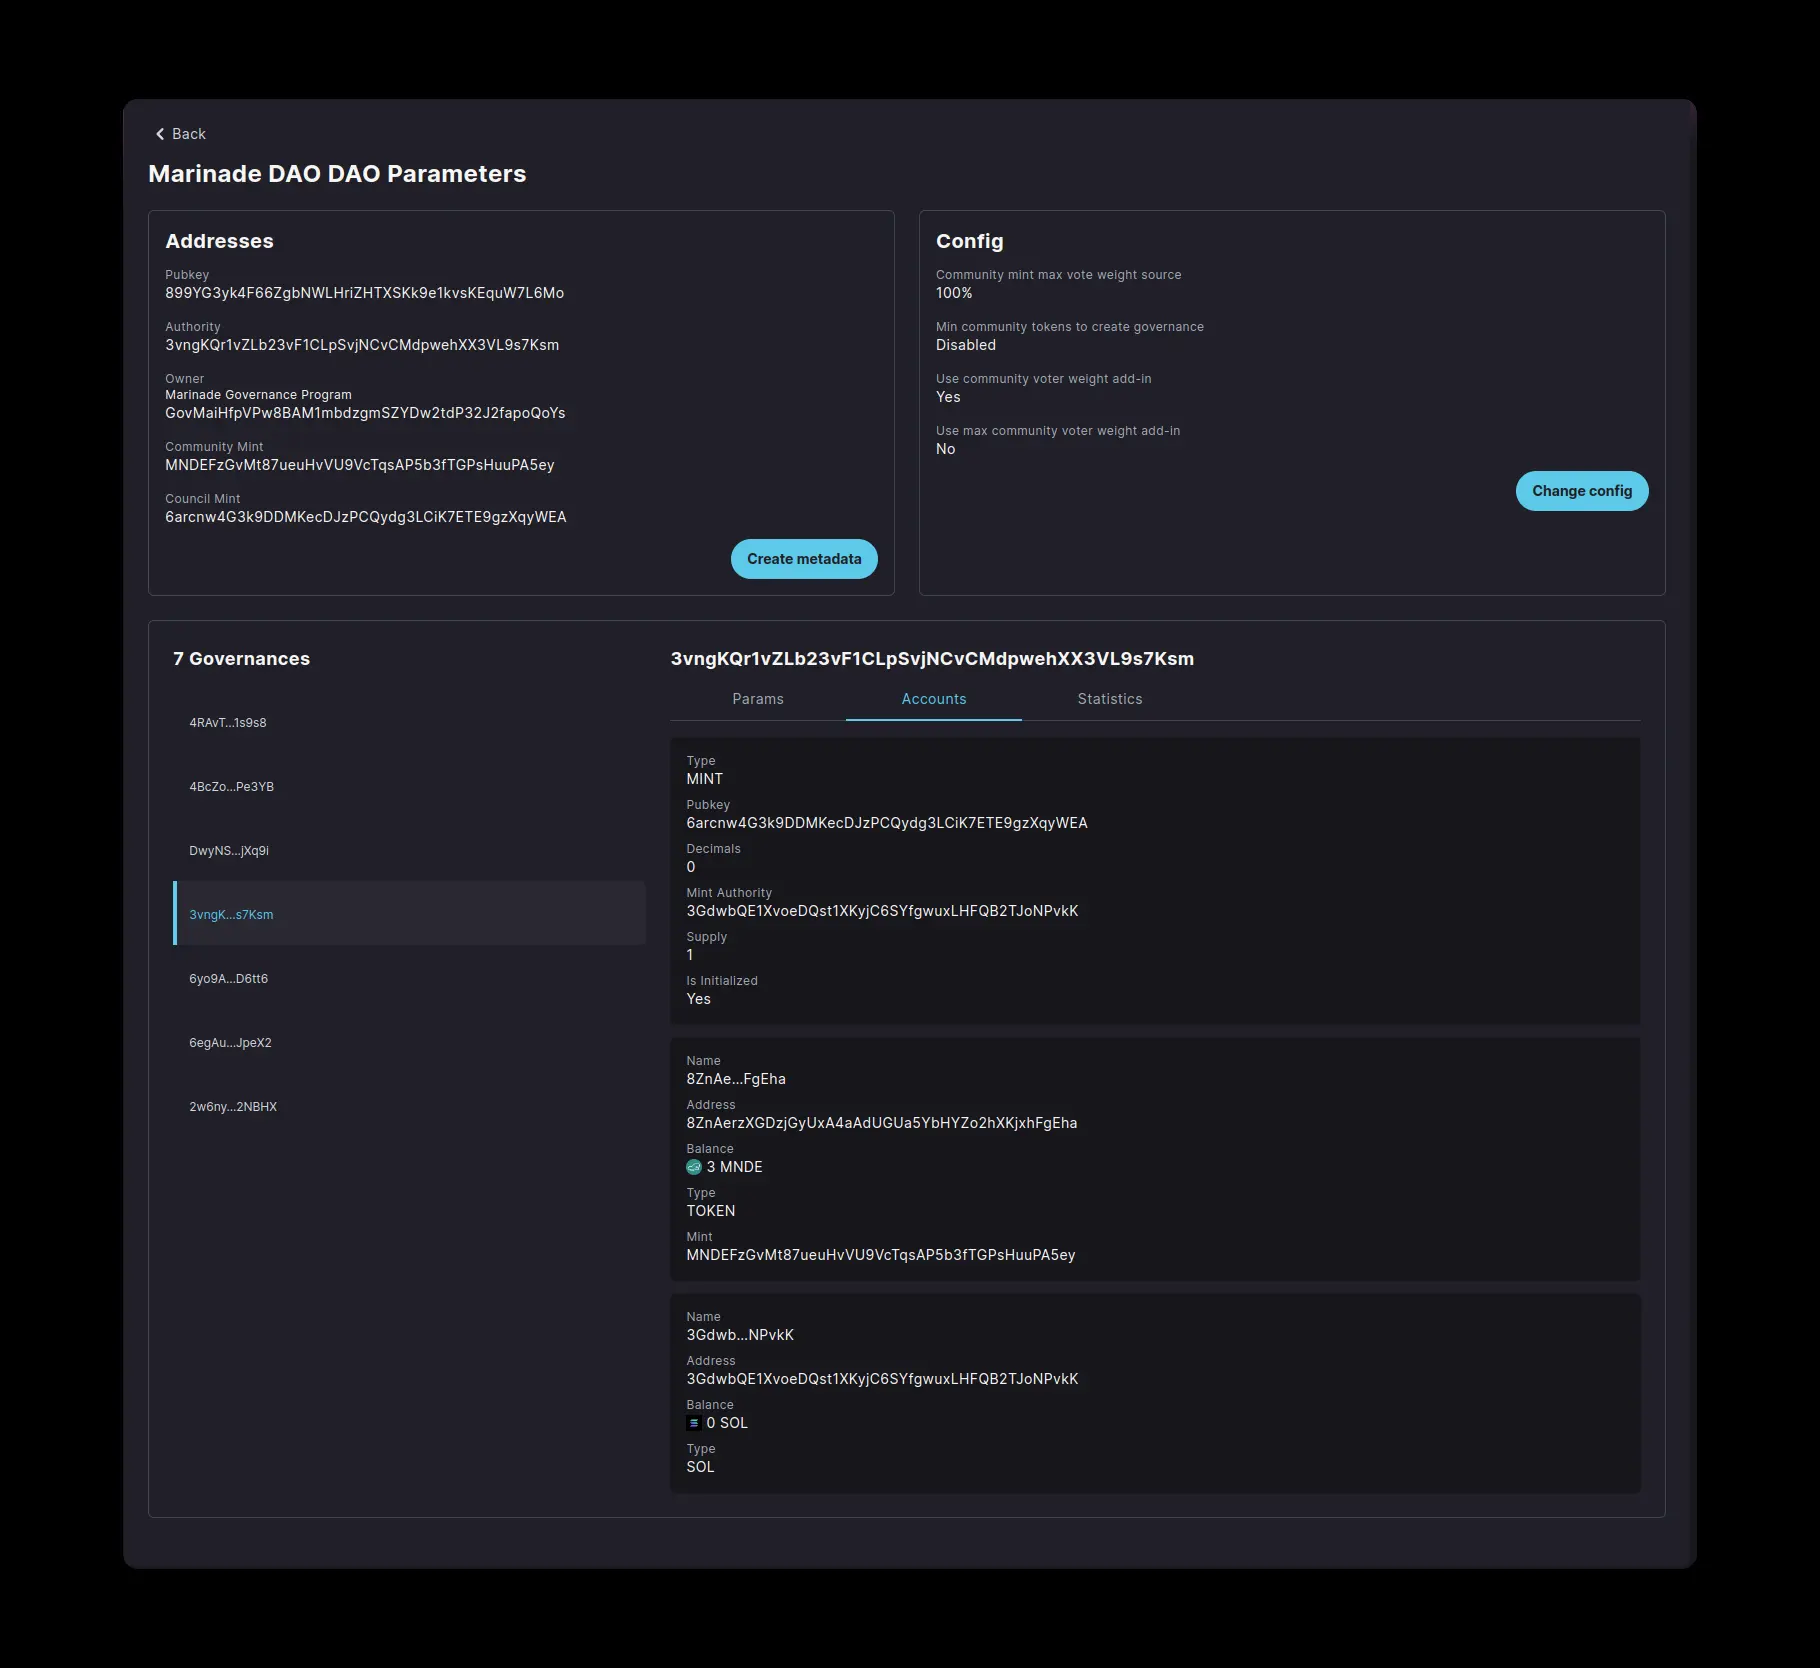 Back
Marinade DAO DAO Parameters
Addresses
Pubkey
899YG3yk4F66ZgbNWLHriZHTXSKk9e1kvsKEquW7L6Mo
Authority
3vngKQr1vZLb23vF1CLpSvjNCvCMdpwehXX3VL9s7Ksm
Owner
Marinade Governance Program
GovMaiHfpVPw8BAM1mbdzgmSZYDw2tdP32J2fapoQoYs
Community Mint
MNDEFzGvMt87ueuHvVU9VcTqsAP5b3fTGPsHuuPA5ey
Council Mint
6arcnw4G3k9DDMKecDJzPCQydg3LCiK7ETE9gzXqyWEA
Create metadata
Config
Community mint max vote weight source
100%
Min community tokens to create governance
Disabled
Use community voter weight add-in
Yes
Use max community voter weight add-in
No
Change config
7 Governances
4RAvT...1s9s8
4BcZo...Pe3YB
DwyNS...jXq9i
3vngK...s7Ksm
6yo9A...D6tt6
6egAu...JpeX2
2w6ny...2NBHX
3vngKQr1vZLb23vF1CLpSvjNCvCMdpwehXX3VL9s7Ksm
Params Accounts Statistics
Type
MINT
Pubkey
6arcnw4G3k9DDMKecDJzPCQydg3LCiK7ETE9gzXqyWEA
Decimals
0
Mint Authority
3GdwbQE1XvoeDQst1XKyjC6SYfgwuxLHFQB2TJoNPvkK
Supply
1
Is Initialized
Yes
Name
8ZnAe...FgEha
Address
8ZnAerzXGDzjGyUxA4aAdUGUa5YbHYZo2hXKjxhFgEha
Balance
3 MNDE
Type
TOKEN
Mint
MNDEFzGvMt87ueuHvVU9VcTqsAP5b3fTGPsHuuPA5ey
Name
3Gdwb...NPvkK
Address
3GdwbQE1XvoeDQst1XKyjC6SYfgwuxLHFQB2TJoNPvkK
Balance
0 SOL
Type
SOL